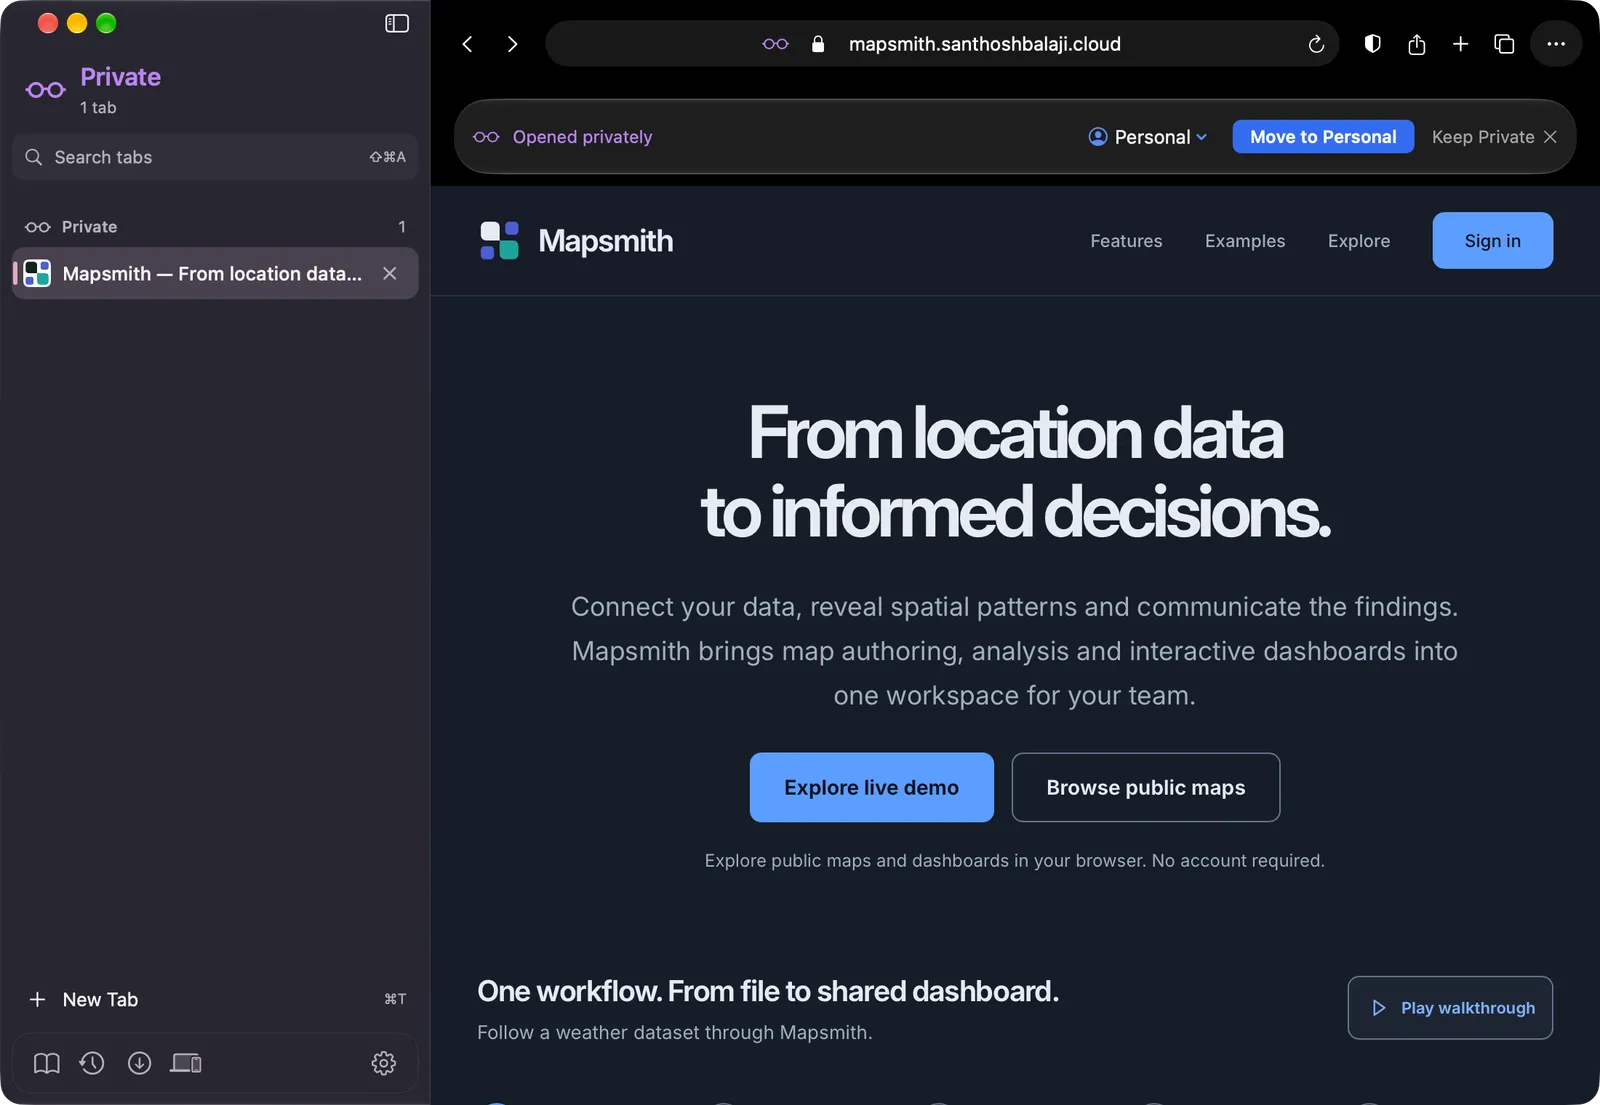 Private
1 tab
Search tabs ⇧⌘A
Private 1
Mapsmith — From location data...
New Tab ⌘T
mapsmith.santhoshbalaji.cloud
Opened privately
Personal
Move to Personal
Keep Private
Mapsmith
Features
Examples
Explore
Sign in
From location data
to informed decisions.
Connect your data, reveal spatial patterns and communicate the findings.
Mapsmith brings map authoring, analysis and interactive dashboards into
one workspace for your team.
Explore live demo
Browse public maps
Explore public maps and dashboards in your browser. No account required.
One workflow. From file to shared dashboard.
Follow a weather dataset through Mapsmith.
Play walkthrough